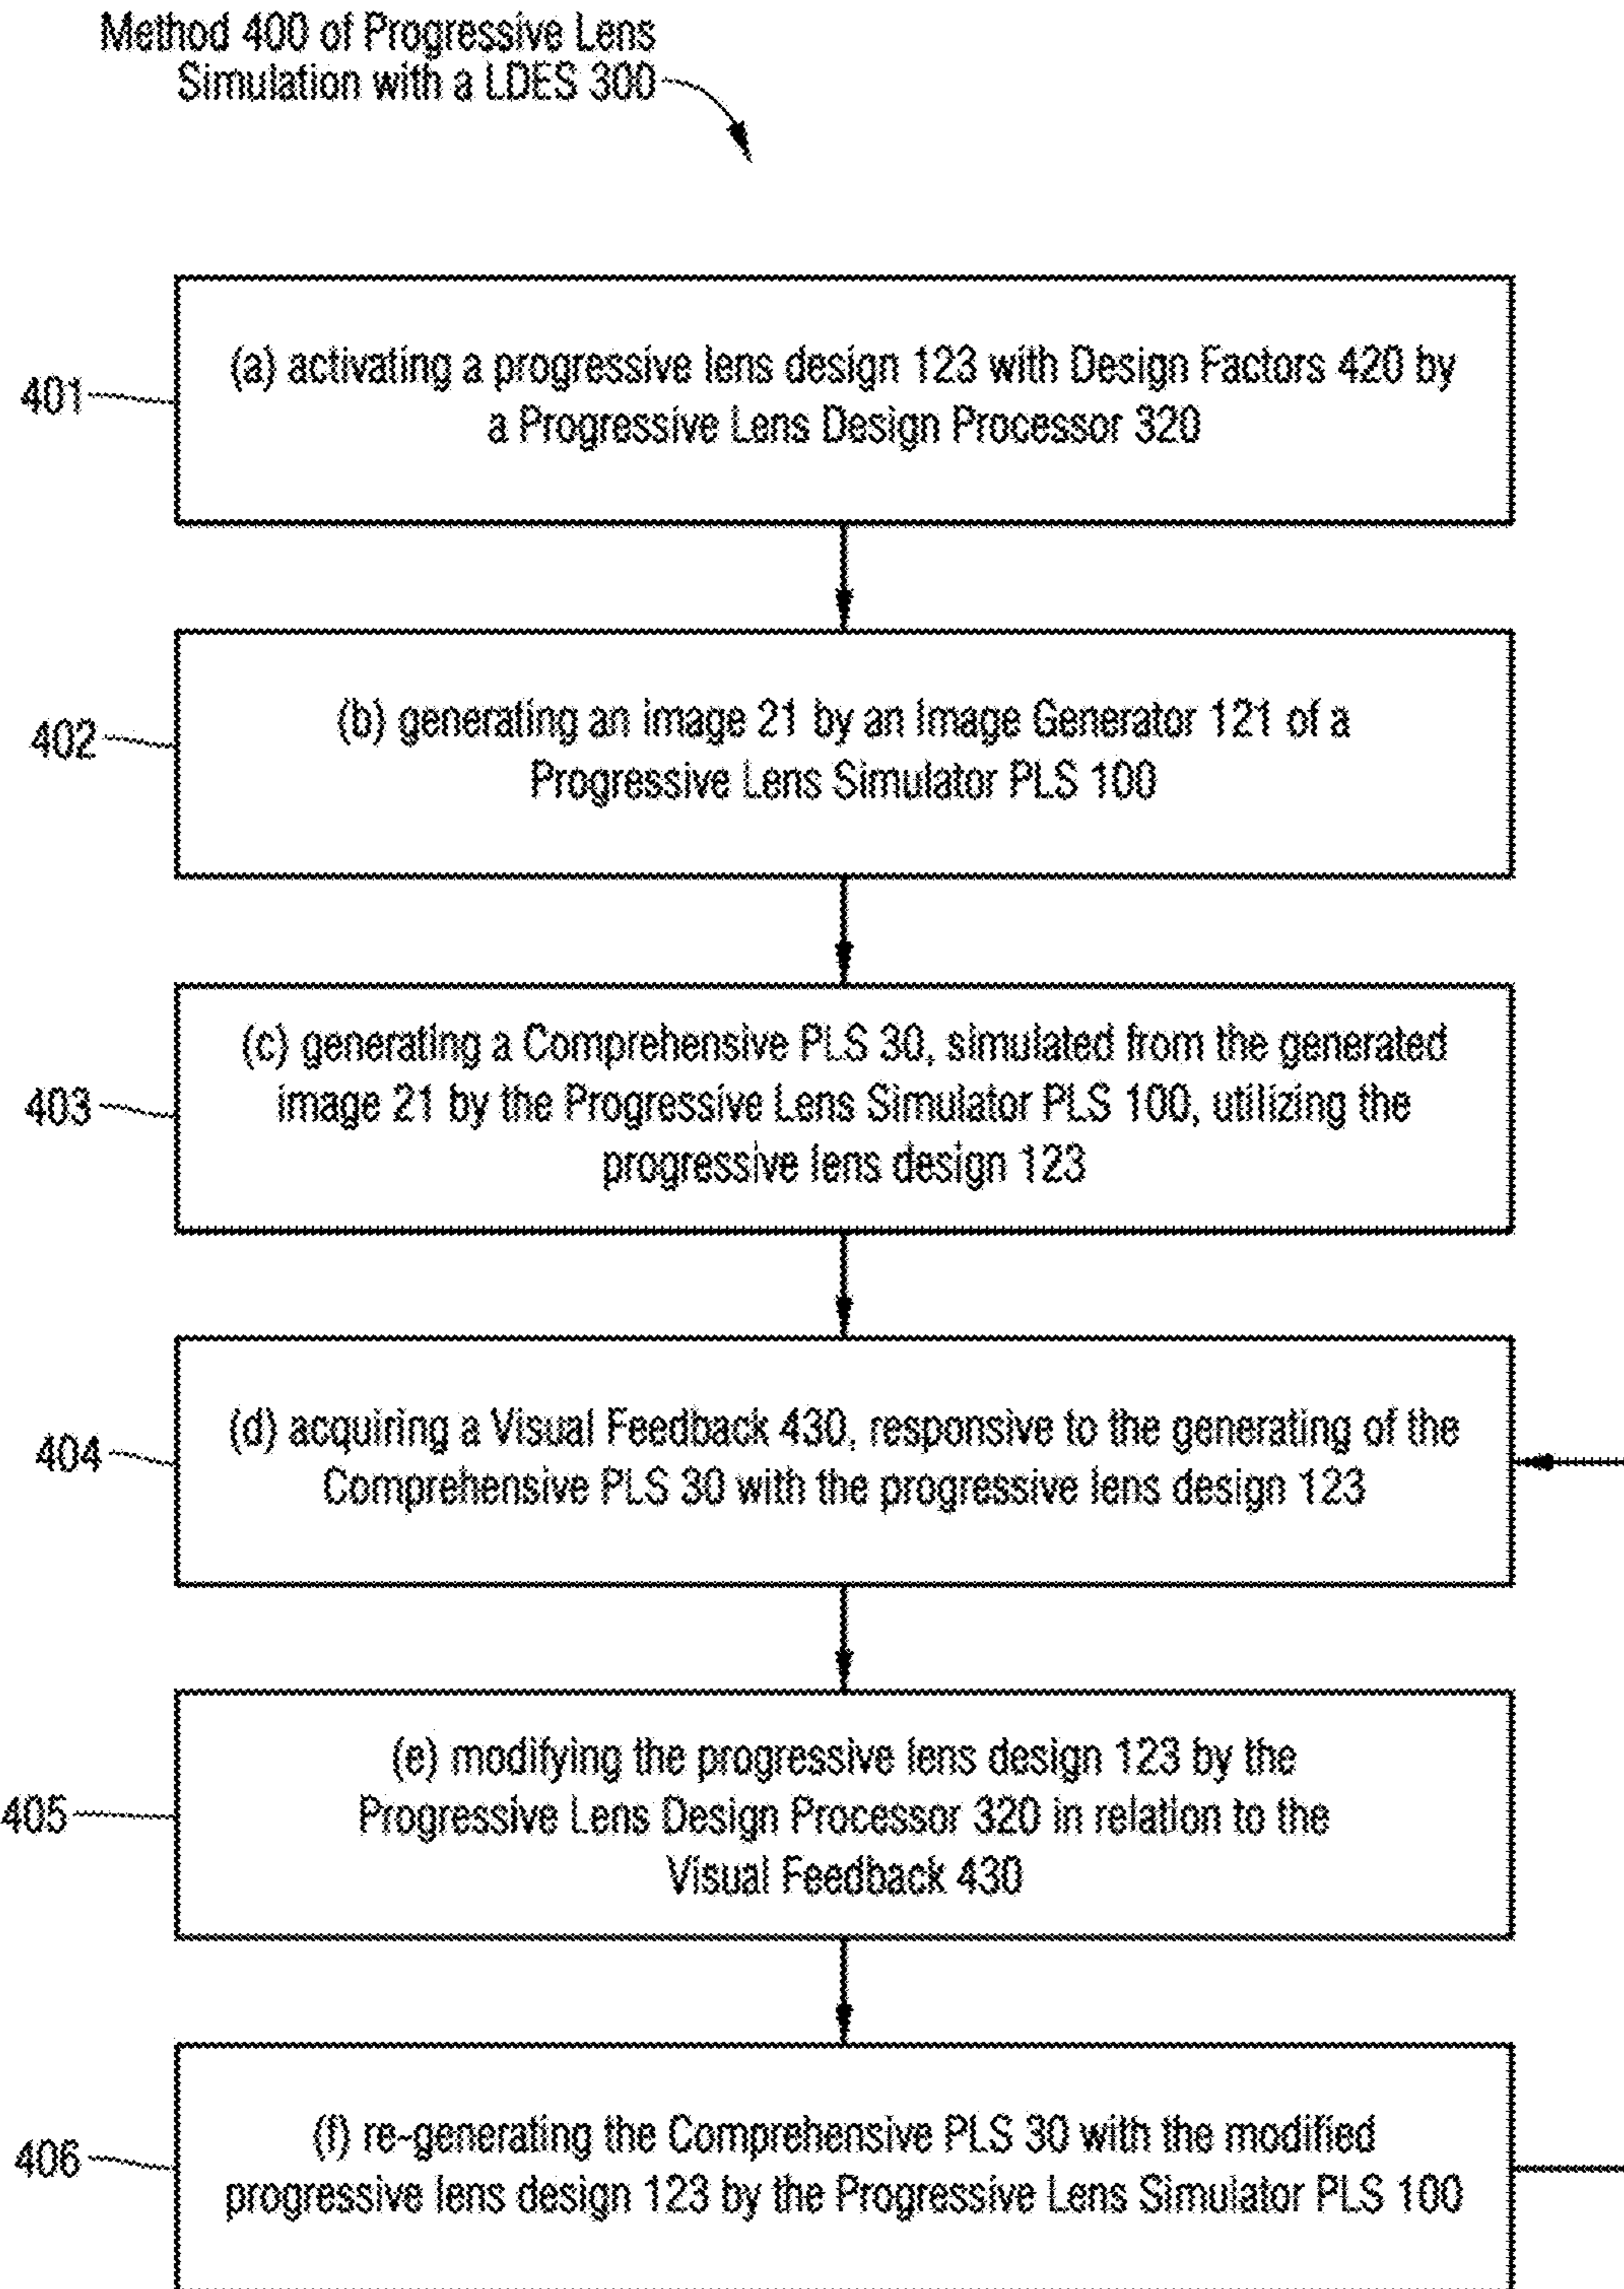 Method 400 of Progressive Lens
Simulation with a LDES 300
401
(a) activating a progressive lens design 123 with Design Factors 420 by
a Progressive Lens Design Processor 320
402
(b) generating an image 21 by an Image Generator 121 of a
Progressive Lens Simulator PLS 100
403
(c) generating a Comprehensive PLS 30, simulated from the generated
image 21 by the Progressive Lens Simulator PLS 100, utilizing the
progressive lens design 123
404
(d) acquiring a Visual Feedback 430, responsive to the generating of the
Comprehensive PLS 30 with the progressive lens design 123
405
(e) modifying the progressive lens design 123 by the
Progressive Lens Design Processor 320 in relation to the
Visual Feedback 430
406
(f) re-generating the Comprehensive PLS 30 with the modified
progressive lens design 123 by the Progressive Lens Simulator PLS 100